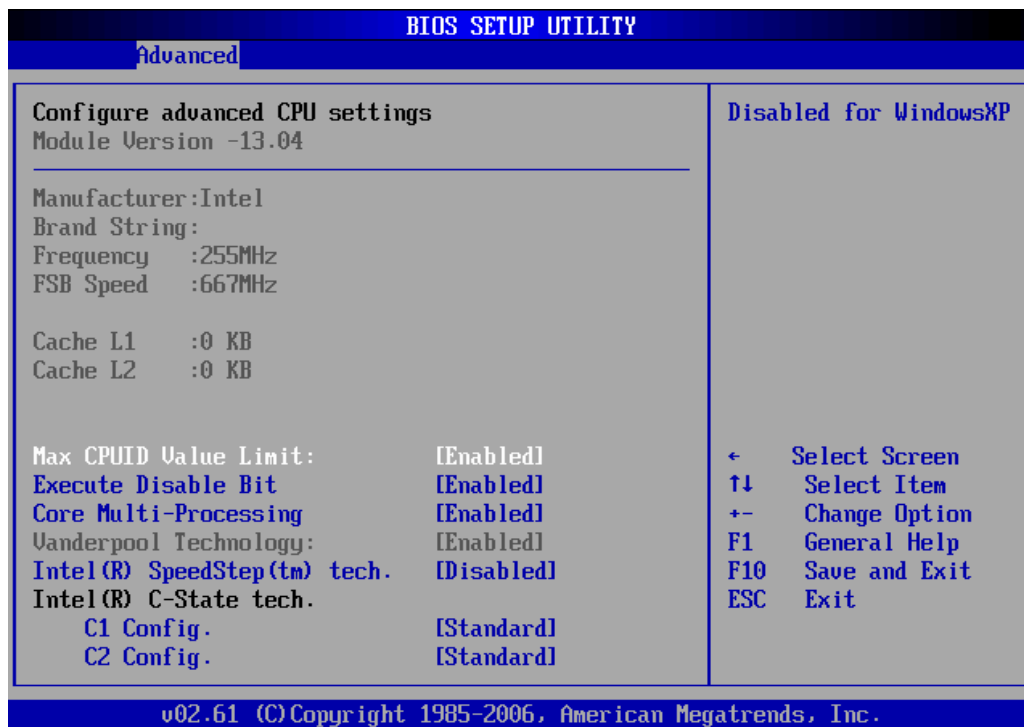 BIOS SETUP UTILITY
Advanced
Configure advanced CPU settings
Module Version -13.04
Manufacturer:Intel
Brand String:
Frequency :255MHz
FSB Speed :667MHz
Cache L1 :0 KB
Cache L2 :0 KB
Max CPUID Value Limit: [Enabled]
Execute Disable Bit [Enabled]
Core Multi-Processing [Enabled]
Vanderpool Technology: [Enabled]
Intel(R) SpeedStep(tm) tech. [Disabled]
Intel(R) C-State tech.
C1 Config. [Standard]
C2 Config. [Standard]
Disabled for WindowsXP
← Select Screen
↑↓ Select Item
+- Change Option
F1 General Help
F10 Save and Exit
ESC Exit
v02.61 (C)Copyright 1985-2006, American Megatrends, Inc.